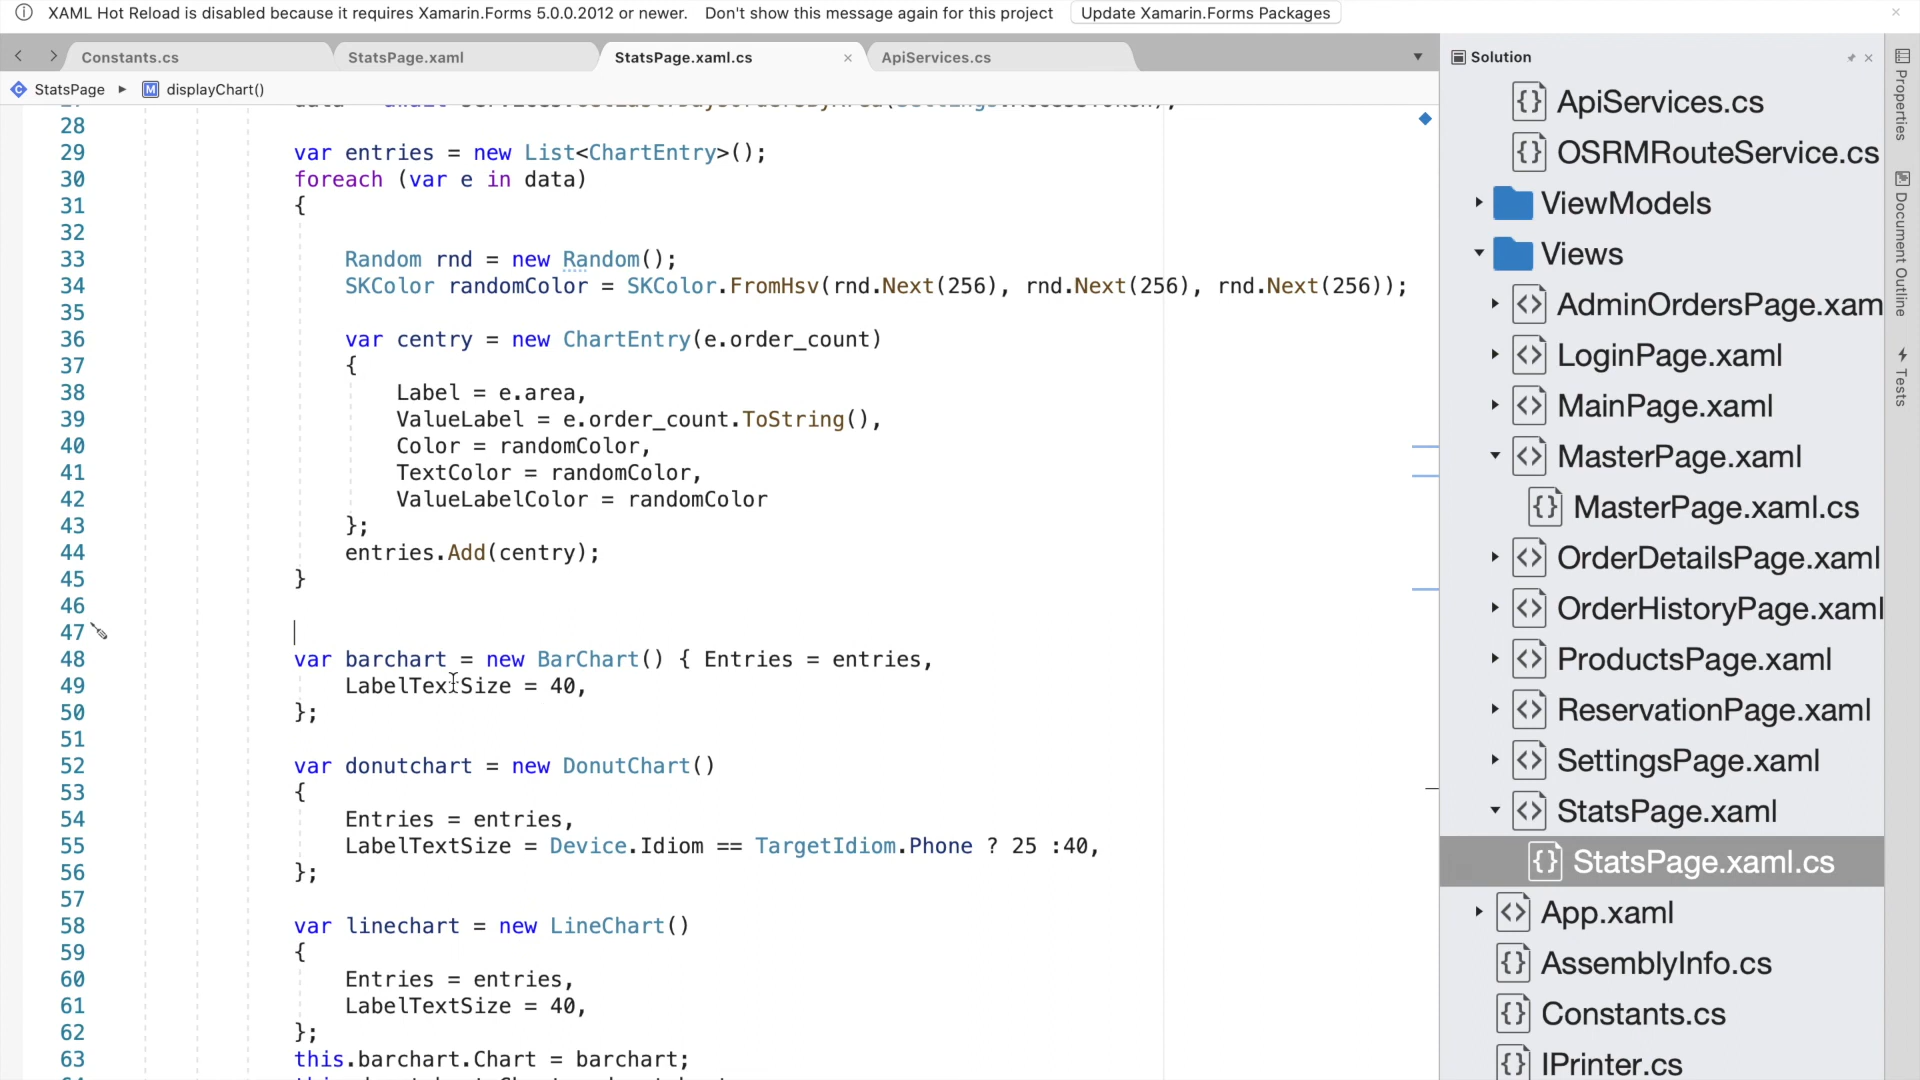 XAML Hot Reload is disabled because it requires Xamarin.Forms 5.0.0.2012 or newer. Don't show this message again for this project Update Xamarin.Forms Packages
Constants.cs StatsPage.xaml StatsPage.xaml.cs ApiServices.cs
StatsPage displayChart()
28
29 var entries = new List<ChartEntry>();
30 foreach (var e in data)
31 {
32
33 Random rnd = new Random();
34 SKColor randomColor = SKColor.FromHsv(rnd.Next(256), rnd.Next(256), rnd.Next(256));
35
36 var centry = new ChartEntry(e.order_count)
37 {
38 Label = e.area,
39 ValueLabel = e.order_count.ToString(),
40 Color = randomColor,
41 TextColor = randomColor,
42 ValueLabelColor = randomColor
43 };
44 entries.Add(centry);
45 }
46
47
48 var barchart = new BarChart() { Entries = entries,
49 LabelTextSize = 40,
50 };
51
52 var donutchart = new DonutChart()
53 {
54 Entries = entries,
55 LabelTextSize = Device.Idiom == TargetIdiom.Phone ? 25 :40,
56 };
57
58 var linechart = new LineChart()
59 {
60 Entries = entries,
61 LabelTextSize = 40,
62 };
63 this.barchart.Chart = barchart;
Solution
ApiServices.cs
OSRMRouteService.cs
ViewModels
Views
AdminOrdersPage.xam
LoginPage.xaml
MainPage.xaml
MasterPage.xaml
MasterPage.xaml.cs
OrderDetailsPage.xaml
OrderHistoryPage.xaml
ProductsPage.xaml
ReservationPage.xaml
SettingsPage.xaml
StatsPage.xaml
StatsPage.xaml.cs
App.xaml
AssemblyInfo.cs
Constants.cs
IPrinter.cs
Properties
Document Outline
Tests